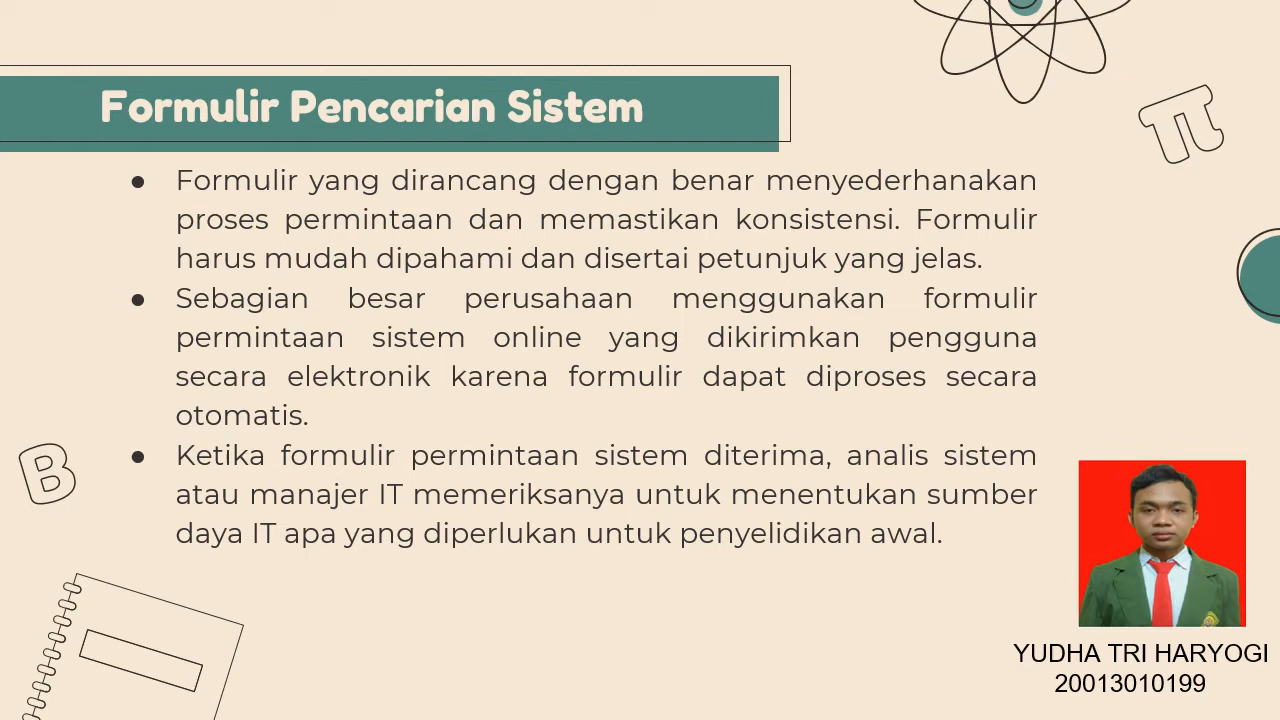 Formulir Pencarian Sistem
π
● Formulir yang dirancang dengan benar menyederhanakan
proses permintaan dan memastikan konsistensi. Formulir
harus mudah dipahami dan disertai petunjuk yang jelas.
● Sebagian besar perusahaan menggunakan formulir
permintaan sistem online yang dikirimkan pengguna
secara elektronik karena formulir dapat diproses secara
otomatis.
● Ketika formulir permintaan sistem diterima, analis sistem
atau manajer IT memeriksanya untuk menentukan sumber
daya IT apa yang diperlukan untuk penyelidikan awal.
B
YUDHA TRI HARYOGI
20013010199